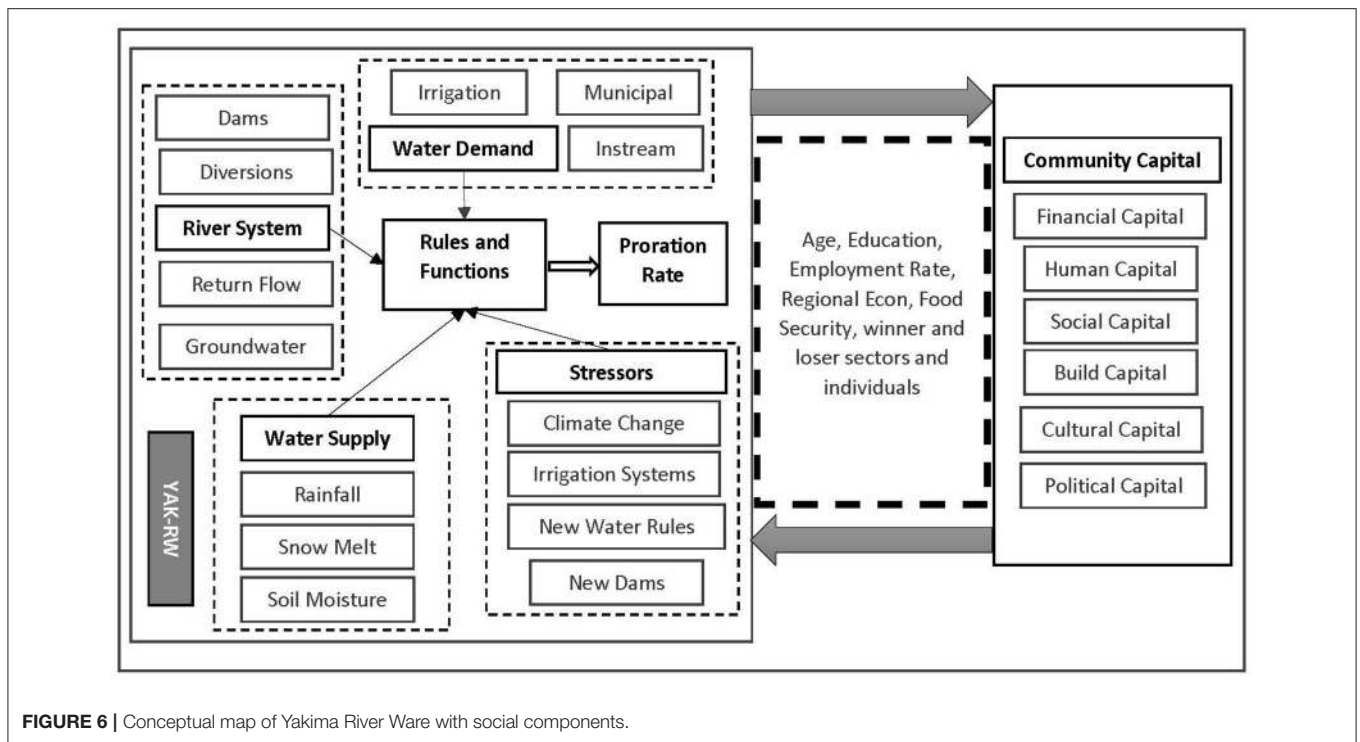 Irrigation
Municipal
Water Demand
Instream
Dams
Diversions
River System
Return Flow
Groundwater
Rules and
Functions
Proration
Rate
Water Supply
Rainfall
Snow Melt
Soil Moisture
YAK-RW
Stressors
Climate Change
Irrigation Systems
New Water Rules
New Dams
Age, Education,
Employment Rate,
Regional Econ, Food
Security, winner and
loser sectors and
individuals
Community Capital
Financial Capital
Human Capital
Social Capital
Build Capital
Cultural Capital
Political Capital
FIGURE 6 | Conceptual map of Yakima River Ware with social components.